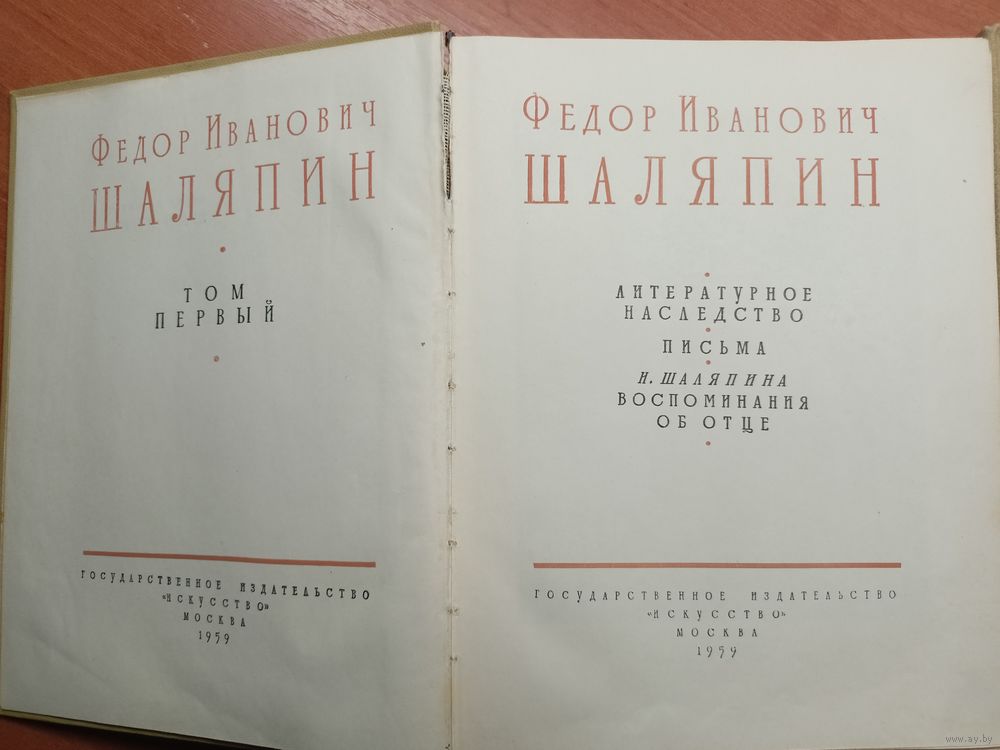 Федор Иванович
ШАЛЯПИН
ТОМ
ПЕРВЫЙ
ГОСУДАРСТВЕННОЕ ИЗДАТЕЛЬСТВО
«ИСКУССТВО»
МОСКВА
1959
Федор Иванович
ШАЛЯПИН
ЛИТЕРАТУРНОЕ
НАСЛЕДСТВО
ПИСЬМА
И. ШАЛЯПИНА
ВОСПОМИНАНИЯ
ОБ ОТЦЕ
ГОСУДАРСТВЕННОЕ ИЗДАТЕЛЬСТВО
«ИСКУССТВО»
МОСКВА
1959
www.ay.by